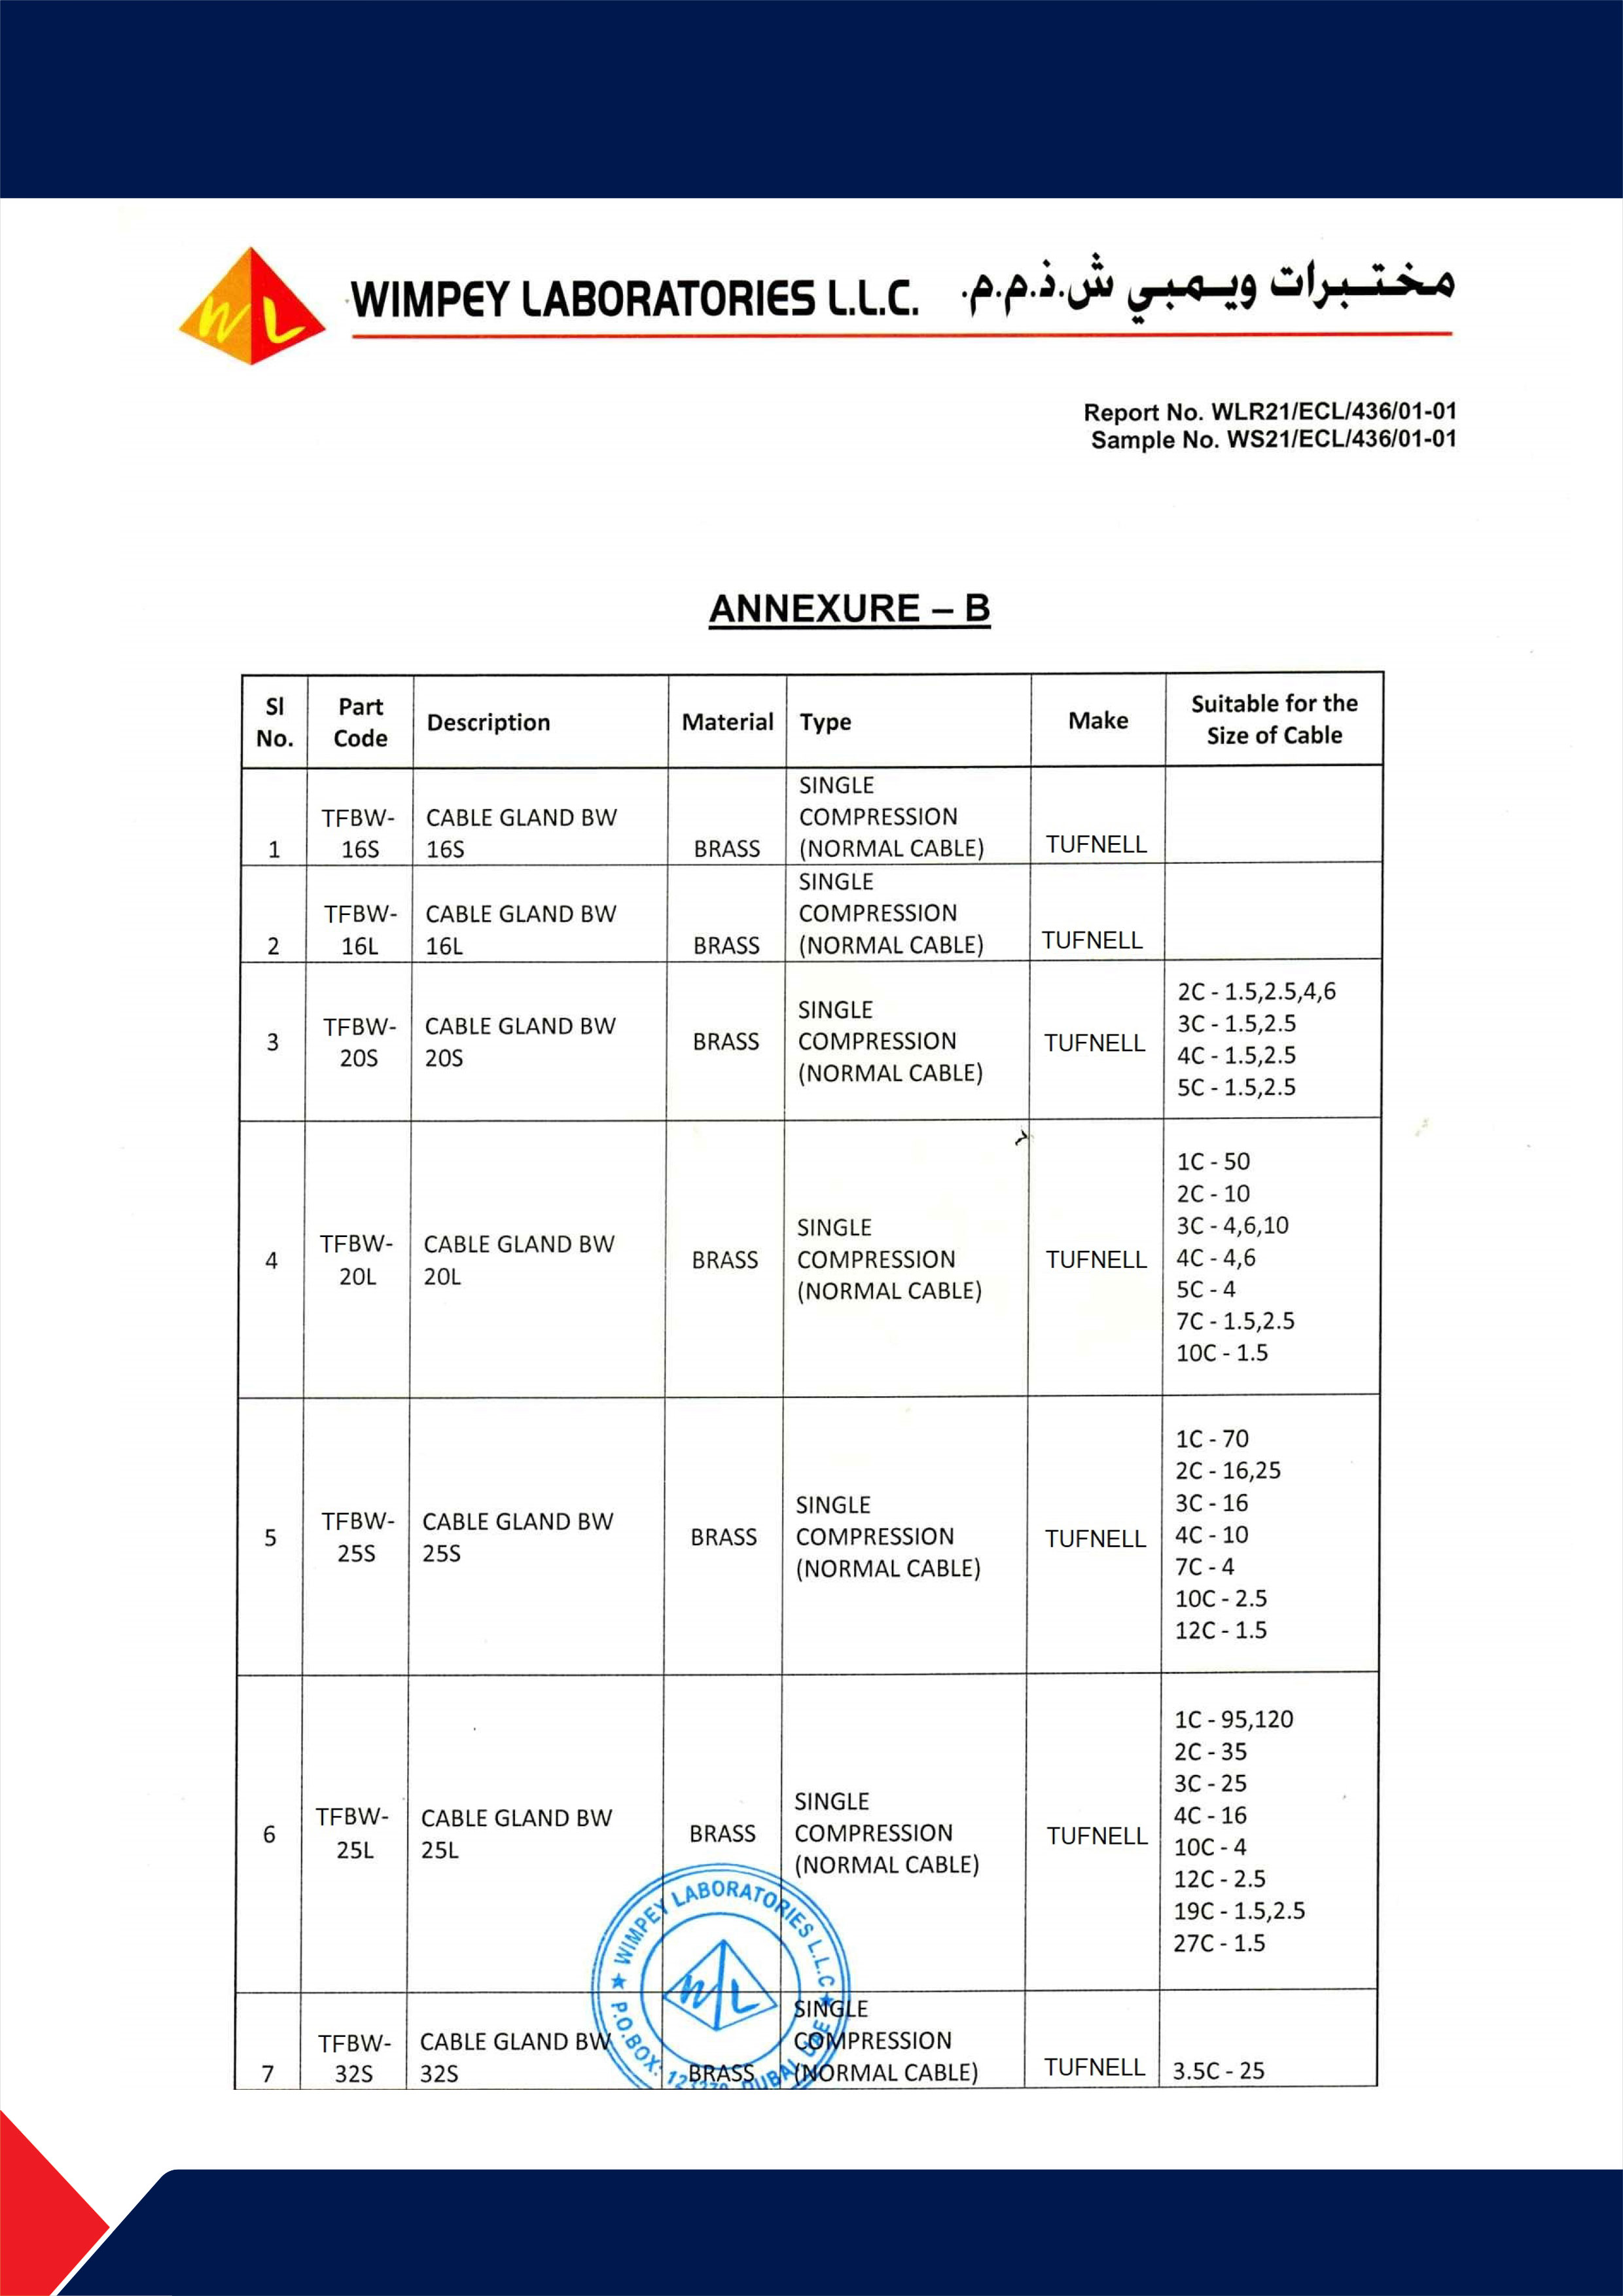 WL
WIMPEY LABORATORIES L.L.C. مختبرات ويمبي ش.ذ.م.م.
Report No. WLR21/ECL/436/01-01
Sample No. WS21/ECL/436/01-01
ANNEXURE – B
Sl No. Part Code Description Material Type Make Suitable for the Size of Cable
1 TFBW-16S CABLE GLAND BW 16S BRASS SINGLE COMPRESSION (NORMAL CABLE) TUFNELL
2 TFBW-16L CABLE GLAND BW 16L BRASS SINGLE COMPRESSION (NORMAL CABLE) TUFNELL
3 TFBW-20S CABLE GLAND BW 20S BRASS SINGLE COMPRESSION (NORMAL CABLE) TUFNELL
2C - 1.5,2.5,4,6
3C - 1.5,2.5
4C - 1.5,2.5
5C - 1.5,2.5
4 TFBW-20L CABLE GLAND BW 20L BRASS SINGLE COMPRESSION (NORMAL CABLE) TUFNELL
1C - 50
2C - 10
3C - 4,6,10
4C - 4,6
5C - 4
7C - 1.5,2.5
10C - 1.5
5 TFBW-25S CABLE GLAND BW 25S BRASS SINGLE COMPRESSION (NORMAL CABLE) TUFNELL
1C - 70
2C - 16,25
3C - 16
4C - 10
7C - 4
10C - 2.5
12C - 1.5
6 TFBW-25L CABLE GLAND BW 25L BRASS SINGLE COMPRESSION (NORMAL CABLE) TUFNELL
1C - 95,120
2C - 35
3C - 25
4C - 16
10C - 4
12C - 2.5
19C - 1.5,2.5
27C - 1.5
7 TFBW-32S CABLE GLAND BW 32S BRASS SINGLE COMPRESSION (NORMAL CABLE) TUFNELL 3.5C - 25
WIMPEY LABORATORIES L.L.C
WL
P.O.BOX: DUBAI UAE